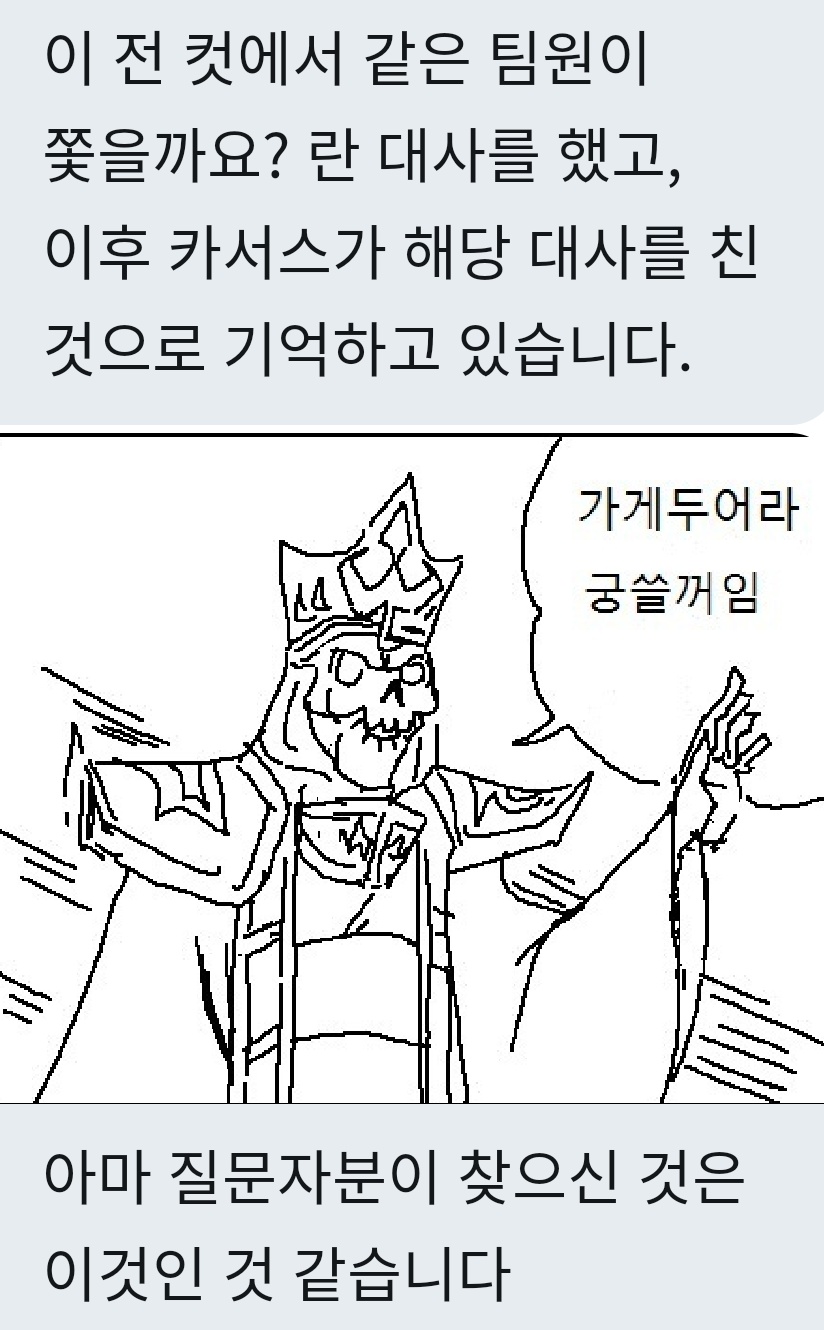 이 전 컷에서 같은 팀원이
쫓을까요? 란 대사를 했고,
이후 카서스가 해당 대사를 친
것으로 기억하고 있습니다.
가게두어라
궁쓸꺼임
아마 질문자분이 찾으신 것은
이것인 것 같습니다